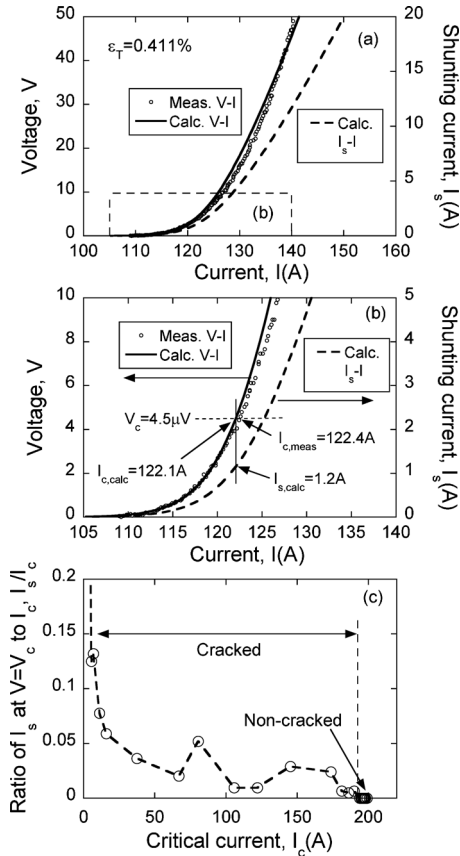 (a)
ε_T=0.411%
Meas. V-I
Calc. V-I
Calc.
I_s-I
(b)
Voltage, V
50
40
30
20
10
0
Shunting current, I_s(A)
20
15
10
5
0
100 110 120 130 140 150 160
Current, I(A)
(b)
Meas. V-I
Calc. V-I
Calc.
I_s-I
V_c=4.5μV
I_c,meas=122.4A
I_c,calc=122.1A
I_s,calc=1.2A
Voltage, V
10
8
6
4
2
0
Shunting current, I_s(A)
5
4
3
2
1
0
105 110 115 120 125 130 135 140
Current, I(A)
(c)
Cracked
Non-cracked
Ratio of I_s at V=V_c to I_c, I_s/I_c
0.2
0.15
0.1
0.05
0
0 50 100 150 200
Critical current, I_c(A)